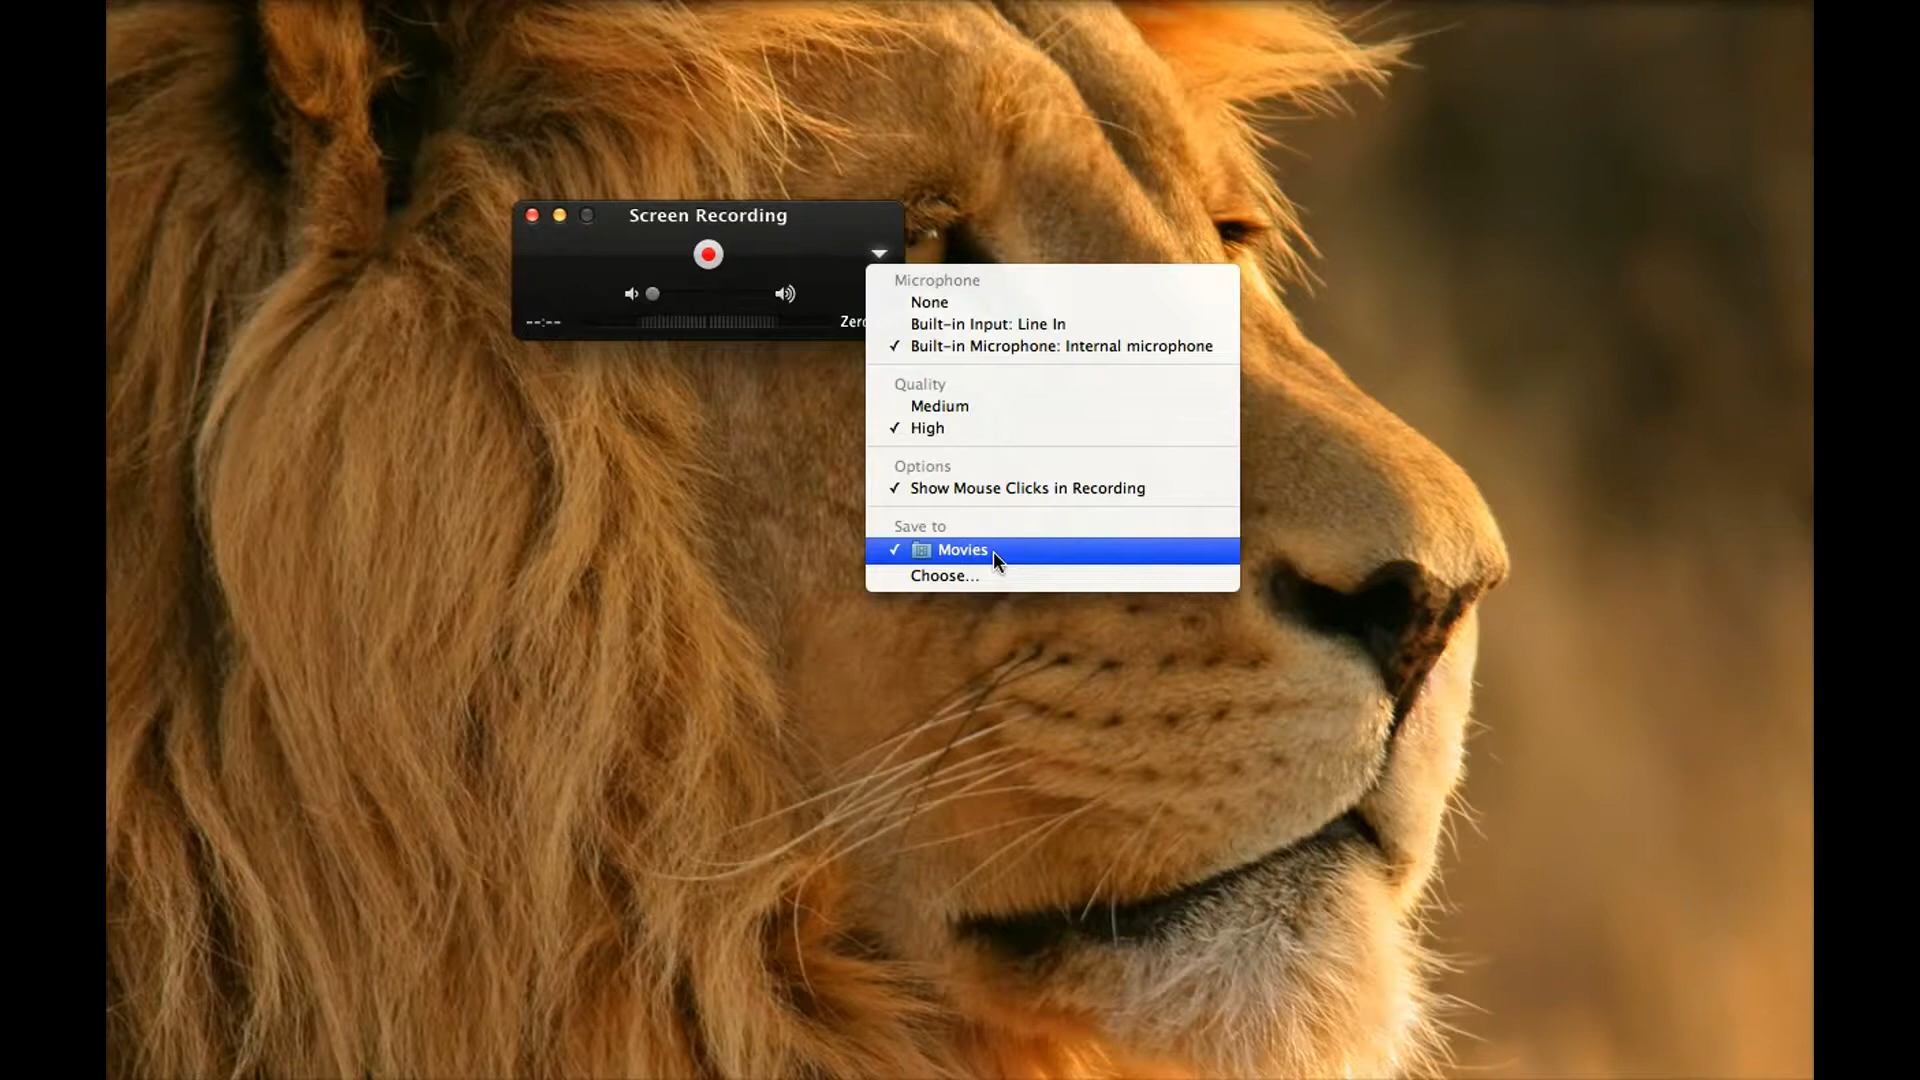 Screen Recording
--:--
Microphone
None
Built-in Input: Line In
✓ Built-in Microphone: Internal microphone
Quality
Medium
✓ High
Options
✓ Show Mouse Clicks in Recording
Save to
✓ Movies
Choose...